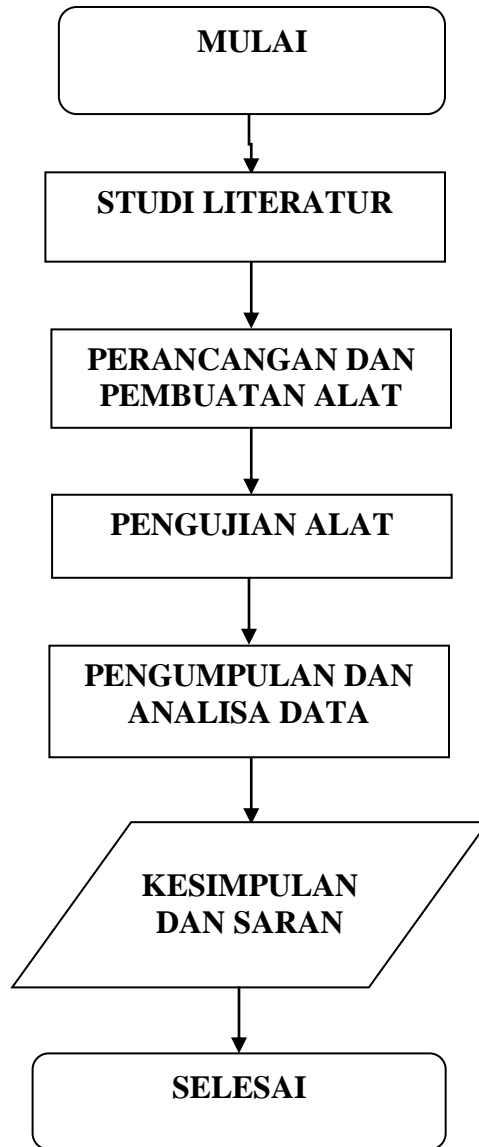 MULAI
STUDI LITERATUR
PERANCANGAN DAN
PEMBUATAN ALAT
PENGUJIAN ALAT
PENGUMPULAN DAN
ANALISA DATA
KESIMPULAN
DAN SARAN
SELESAI